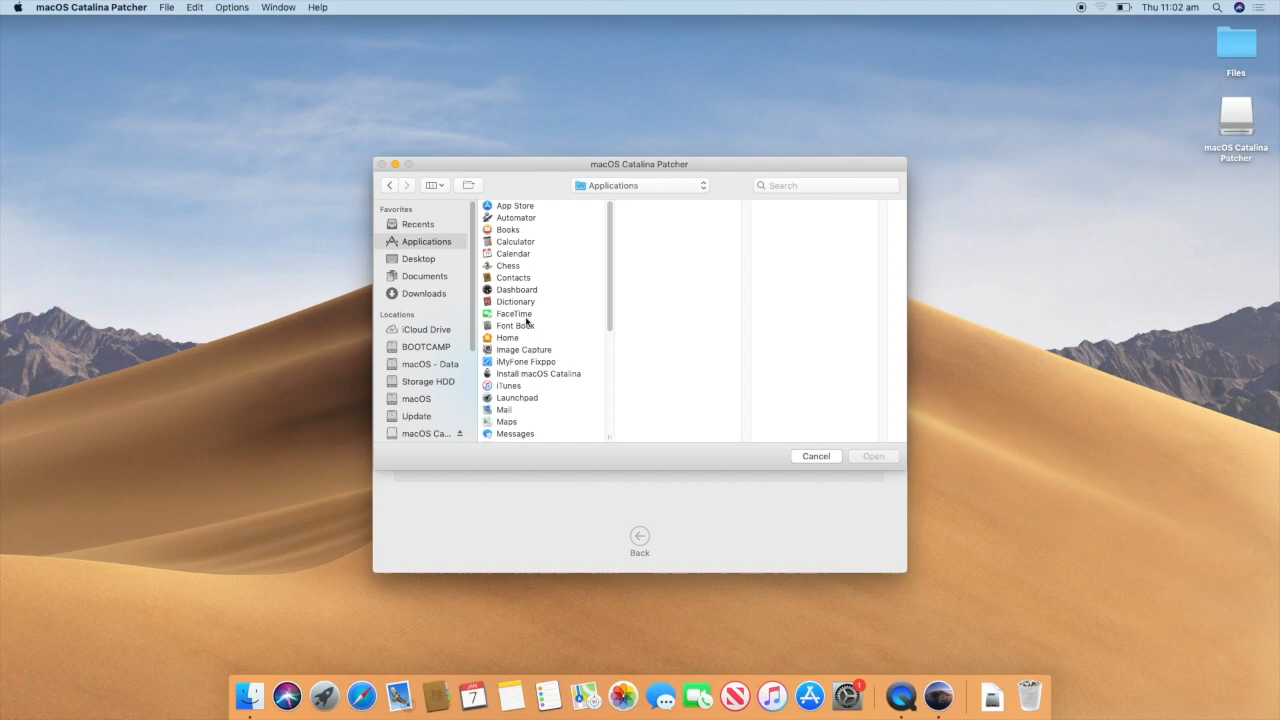 macOS Catalina Patcher File Edit Options Window Help Thu 11:02 am
Files
macOS Catalina
Patcher
macOS Catalina Patcher
Applications
Search
Favorites
Recents
Applications
Desktop
Documents
Downloads
Locations
iCloud Drive
BOOTCAMP
macOS - Data
Storage HDD
macOS
Update
macOS Ca...
App Store
Automator
Books
Calculator
Calendar
Chess
Contacts
Dashboard
Dictionary
FaceTime
Font Book
Home
Image Capture
iMyFone Fixppo
Install macOS Catalina
iTunes
Launchpad
Mail
Maps
Messages
Cancel
Open
Back
JAN
7
1